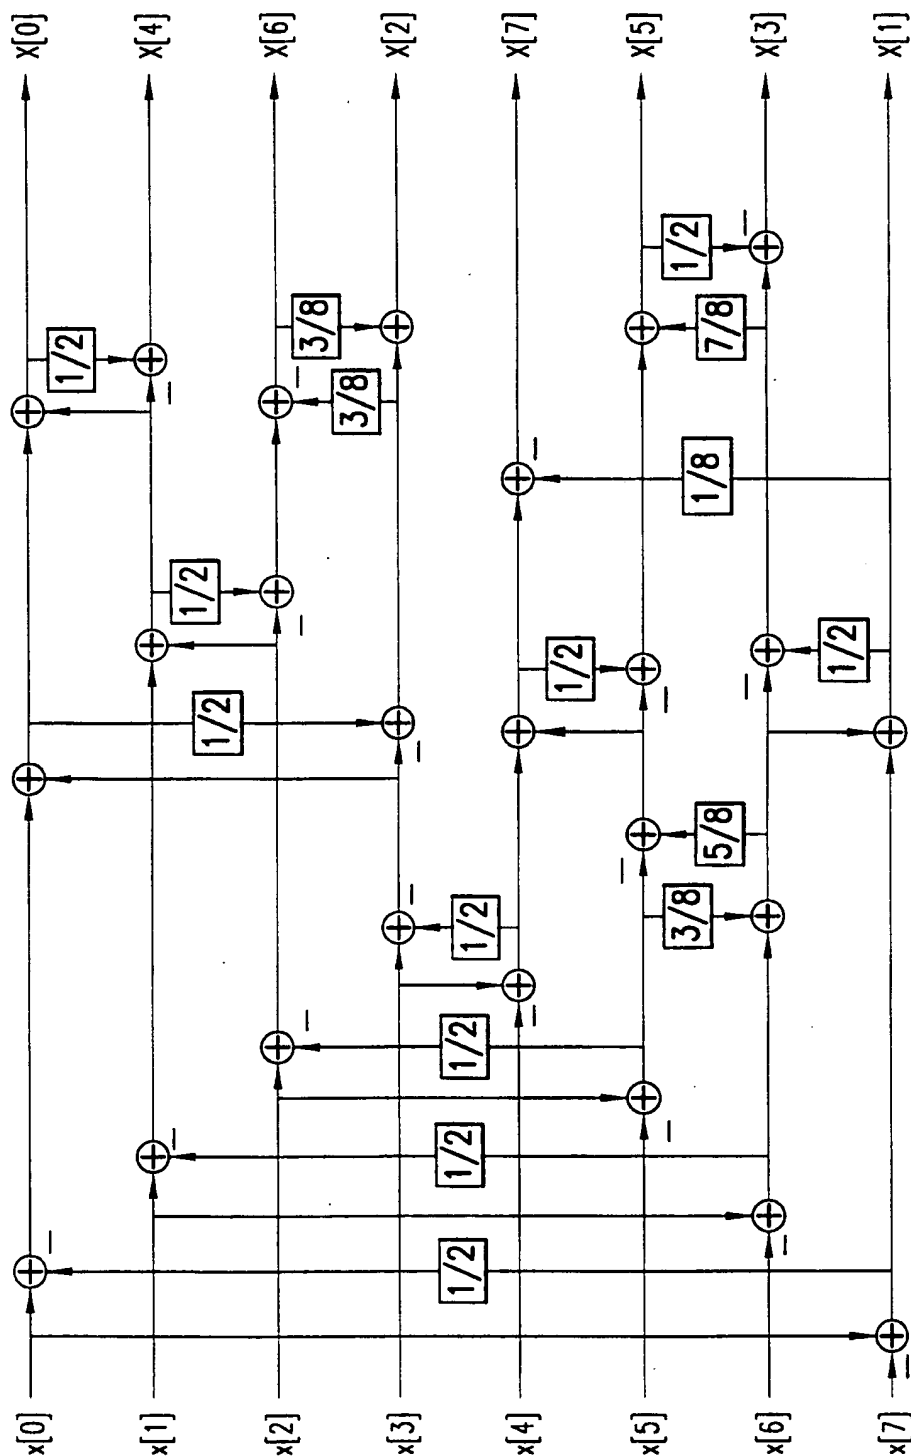 X[0]
X[4]
X[6]
X[2]
X[7]
X[5]
X[3]
X[1]
1/2
1/2
3/8
7/8
3/8
1/8
1/2
1/2
1/2
1/2
5/8
1/2
3/8
1/2
1/2
1/2
x[0]
x[1]
x[2]
x[3]
x[4]
x[5]
x[6]
x[7]